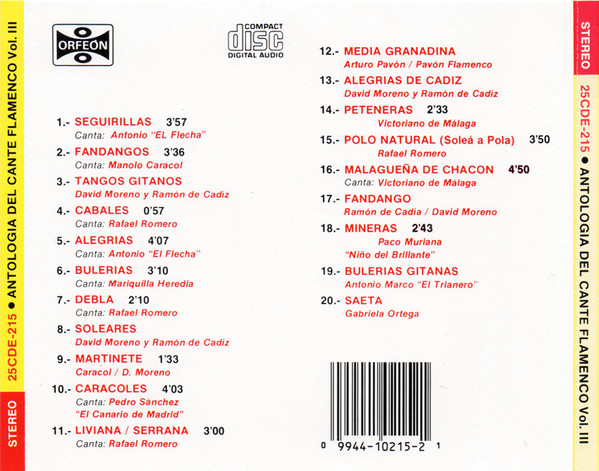 STEREO 25CDE-215 ● ANTOLOGIA DEL CANTE FLAMENCO Vol. III
ORFEÓN
COMPACT
disc
DIGITAL AUDIO
1.- SEGUIRILLAS 3'57
Canta: Antonio "EL Flecha"
2.- FANDANGOS 3'36
Canta: Manolo Caracol
3.- TANGOS GITANOS
David Moreno y Ramón de Cadiz
4.- CABALES 0'57
Canta: Rafael Romero
5.- ALEGRIAS 4'07
Canta: Antonio "El Flecha"
6.- BULERIAS 3'10
Canta: Mariquilla Heredia
7.- DEBLA 2'10
Canta: Rafael Romero
8.- SOLEARES
David Moreno y Ramón de Cadiz
9.- MARTINETE 1'33
Caracol / D. Moreno
10.- CARACOLES 4'03
Canta: Pedro Sánchez
"El Canario de Madrid"
11.- LIVIANA / SERRANA 3'00
Canta: Rafael Romero
12.- MEDIA GRANADINA
Arturo Pavón / Pavón Flamenco
13.- ALEGRIAS DE CADIZ
David Moreno y Ramón de Cadiz
14.- PETENERAS 2'33
Victoriano de Málaga
15.- POLO NATURAL (Soleá a Pola) 3'50
Rafael Romero
16.- MALAGUEÑA DE CHACON 4'50
Canta: Victoriano de Málaga
17.- FANDANGO
Ramón de Cadia / David Moreno
18.- MINERAS 2'43
Paco Muriana
"Niño del Brillante"
19.- BULERIAS GITANAS
Antonio Marco "El Trianero"
20.- SAETA
Gabriela Ortega
0 9944-10215-2 1
STEREO 25CDE-215 ● ANTOLOGIA DEL CANTE FLAMENCO Vol. III